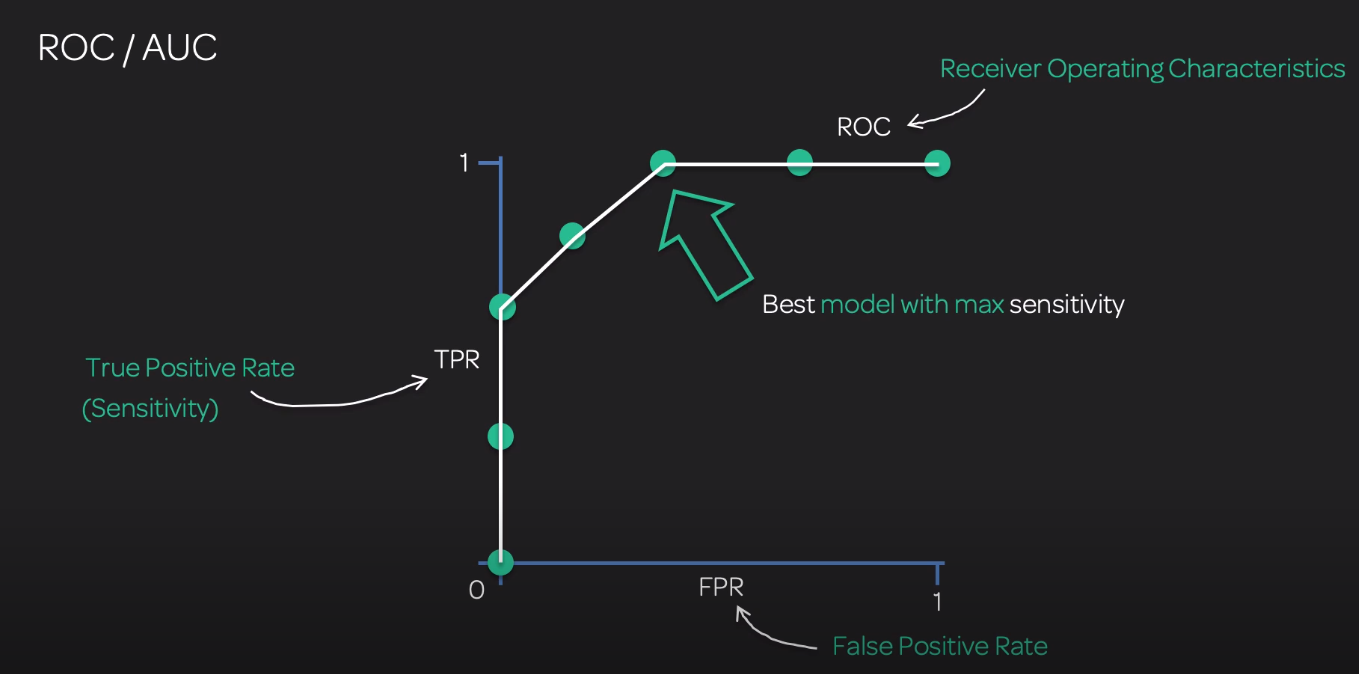 ROC / AUC
Receiver Operating Characteristics
ROC
1
Best model with max sensitivity
TPR
True Positive Rate
(Sensitivity)
0
FPR
1
False Positive Rate